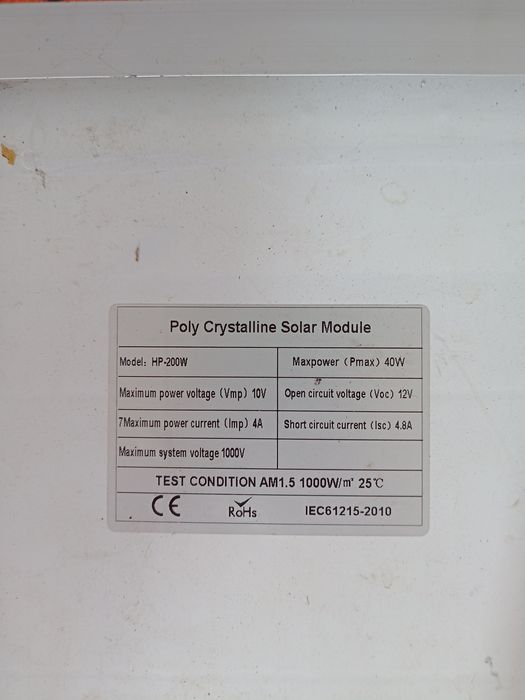 Poly Crystalline Solar Module
Model: HP-200W
Maxpower (Pmax) 40W
Maximum power voltage (Vmp) 10V
Open circuit voltage (Voc) 12V
7Maximum power current (Imp) 4A
Short circuit current (Isc) 4.8A
Maximum system voltage 1000V
TEST CONDITION AM1.5 1000W/m² 25℃
CE
RoHs
IEC61215-2010